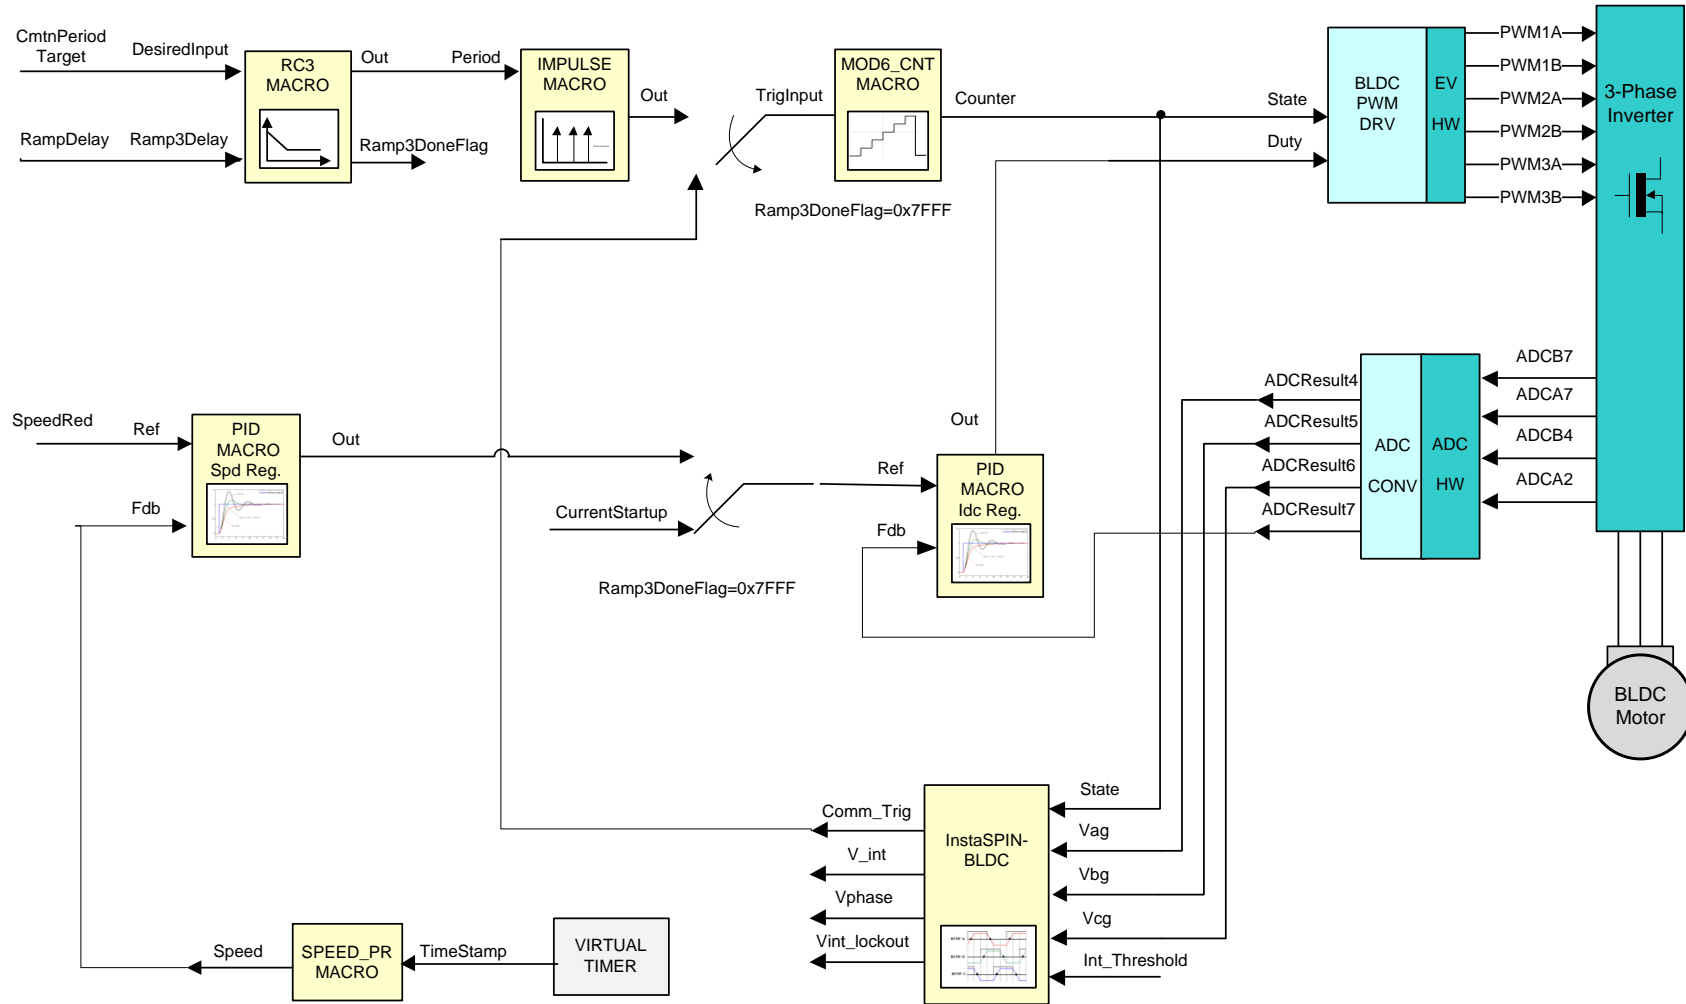 CmtnPeriod
Target
DesiredInput
RC3
MACRO
Out
Period
IMPULSE
MACRO
Out
TrigInput
MOD6_CNT
MACRO
Counter
State
Duty
BLDC
PWM
DRV
EV
HW
PWM1A
PWM1B
PWM2A
PWM2B
PWM3A
PWM3B
3-Phase
Inverter
RampDelay
Ramp3Delay
Ramp3DoneFlag
Ramp3DoneFlag=0x7FFF
SpeedRed
Ref
Fdb
PID
MACRO
Spd Reg.
Out
CurrentStartup
Ramp3DoneFlag=0x7FFF
Out
Ref
Fdb
PID
MACRO
Idc Reg.
ADCResult4
ADCResult5
ADCResult6
ADCResult7
ADC
CONV
ADC
HW
ADCB7
ADCA7
ADCB4
ADCA2
BLDC
Motor
Comm_Trig
V_int
Vphase
Vint_lockout
InstaSPIN-
BLDC
State
Vag
Vbg
Vcg
Int_Threshold
Speed
SPEED_PR
MACRO
TimeStamp
VIRTUAL
TIMER